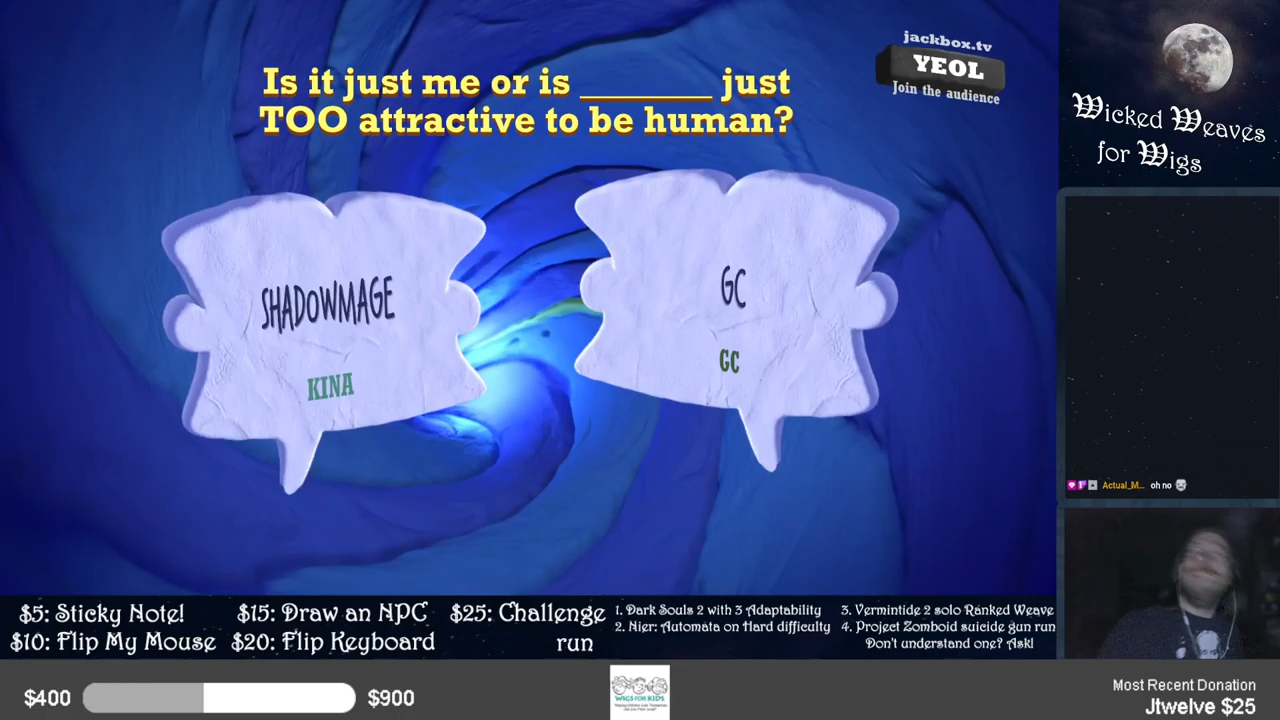 Is it just me or is _______ just
TOO attractive to be human?
jackbox.tv
YEOL
Join the audience
SHADOWMAGE
KINA
GC
GC
Wicked Weaves
for Wigs
Actual_M... oh no
$5: Sticky Note!
$10: Flip My Mouse
$15: Draw an NPC
$20: Flip Keyboard
$25: Challenge
run
1. Dark Souls 2 with 3 Adaptability
2. Nier: Automata on Hard difficulty
3. Vermintide 2 solo Ranked Weave
4. Project Zomboid suicide gun run
Don't understand one? Ask!
$400
$900
WIGS FOR KIDS
Most Recent Donation
Jtwelve $25